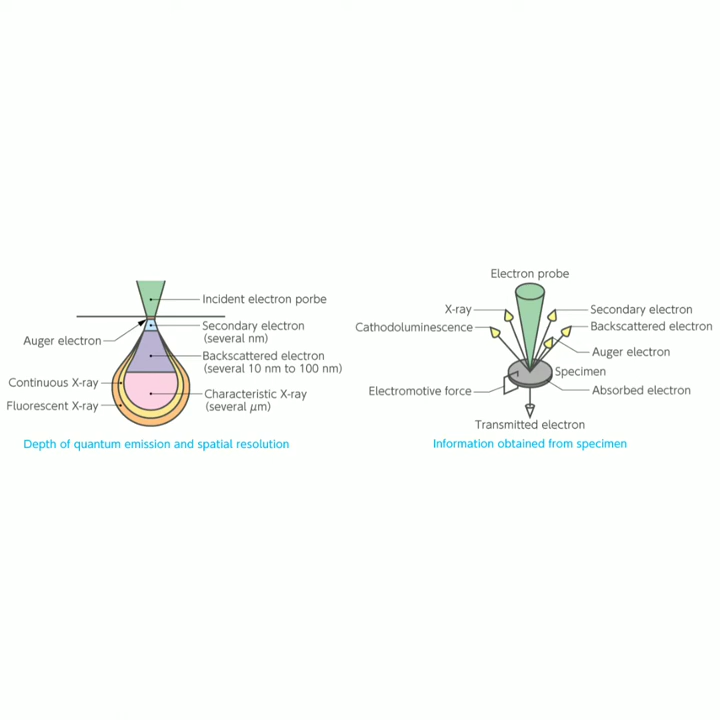 Incident electron porbe
Secondary electron
(several nm)
Auger electron
Backscattered electron
(several 10 nm to 100 nm)
Continuous X-ray
Characteristic X-ray
(several μm)
Fluorescent X-ray
Depth of quantum emission and spatial resolution
Electron probe
X-ray
Secondary electron
Cathodoluminescence
Backscattered electron
Auger electron
Specimen
Electromotive force
Absorbed electron
Transmitted electron
Information obtained from specimen